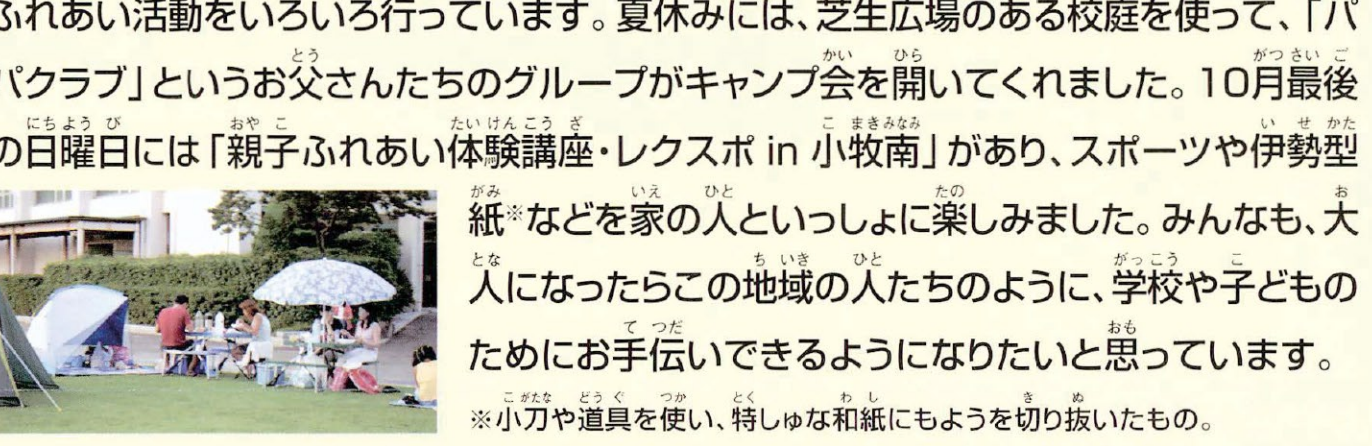 ふれあい活動をいろいろ行っています。夏休みには、芝生広場のある校庭を使って、「パ
パクラブ」というお父さんたちのグループがキャンプ会を開いてくれました。10月最後
の日曜日には「親子ふれあい体験講座・レクスポ in 小牧南」があり、スポーツや伊勢型
紙※などを家の人といっしょに楽しみました。みんなも、大
人になったらこの地域の人たちのように、学校や子どもの
ためにお手伝いできるようになりたいと思っています。
※小刀や道具を使い、特しゅな和紙にもようを切り抜いたもの。